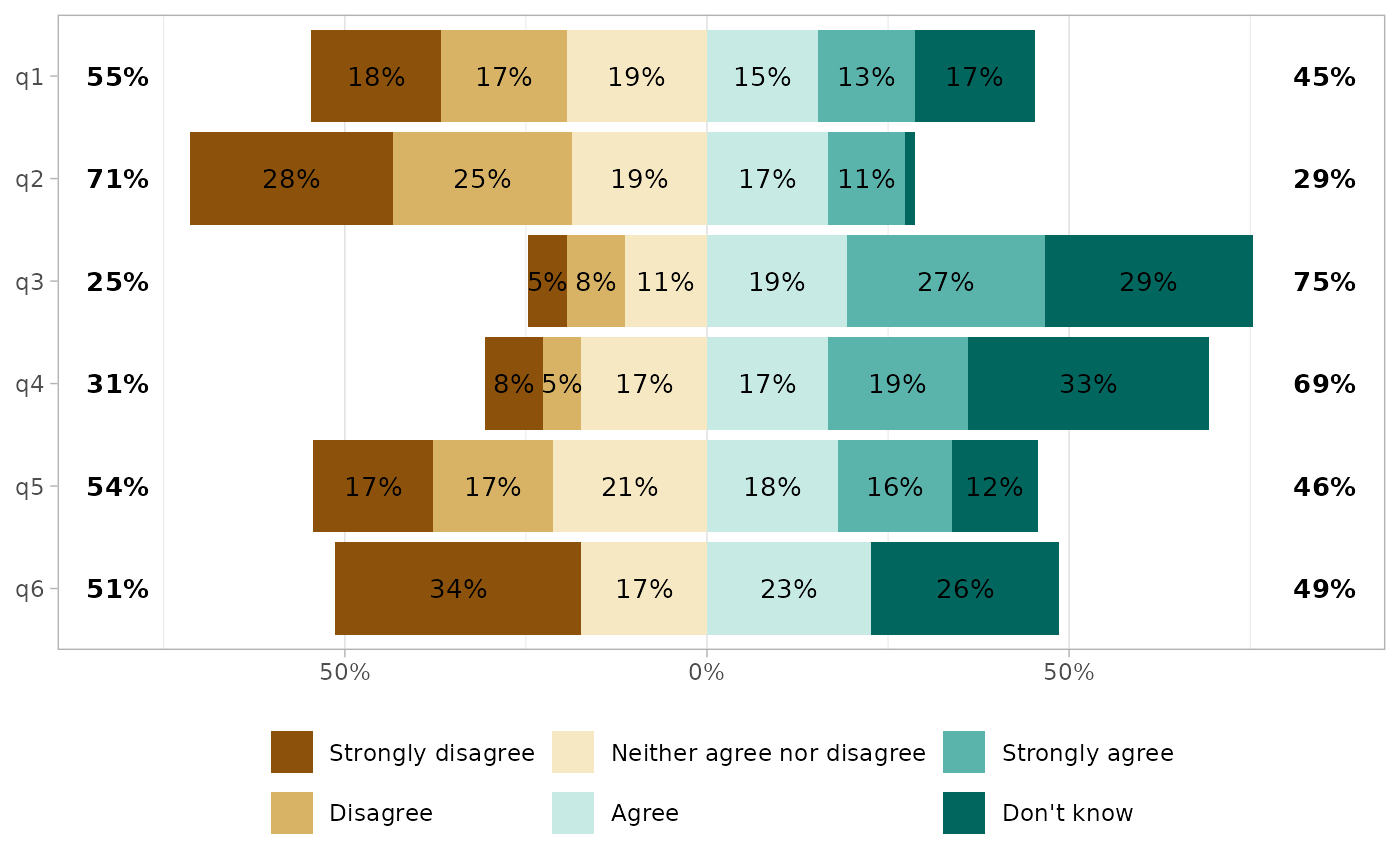 q1 55% 18% 17% 19% 15% 13% 17% 45%
q2 71% 28% 25% 19% 17% 11% 29%
q3 25% 5% 8% 11% 19% 27% 29% 75%
q4 31% 8% 5% 17% 17% 19% 33% 69%
q5 54% 17% 17% 21% 18% 16% 12% 46%
q6 51% 34% 17% 23% 26% 49%
50% 0% 50%
Strongly disagree Neither agree nor disagree Strongly agree
Disagree Agree Don't know